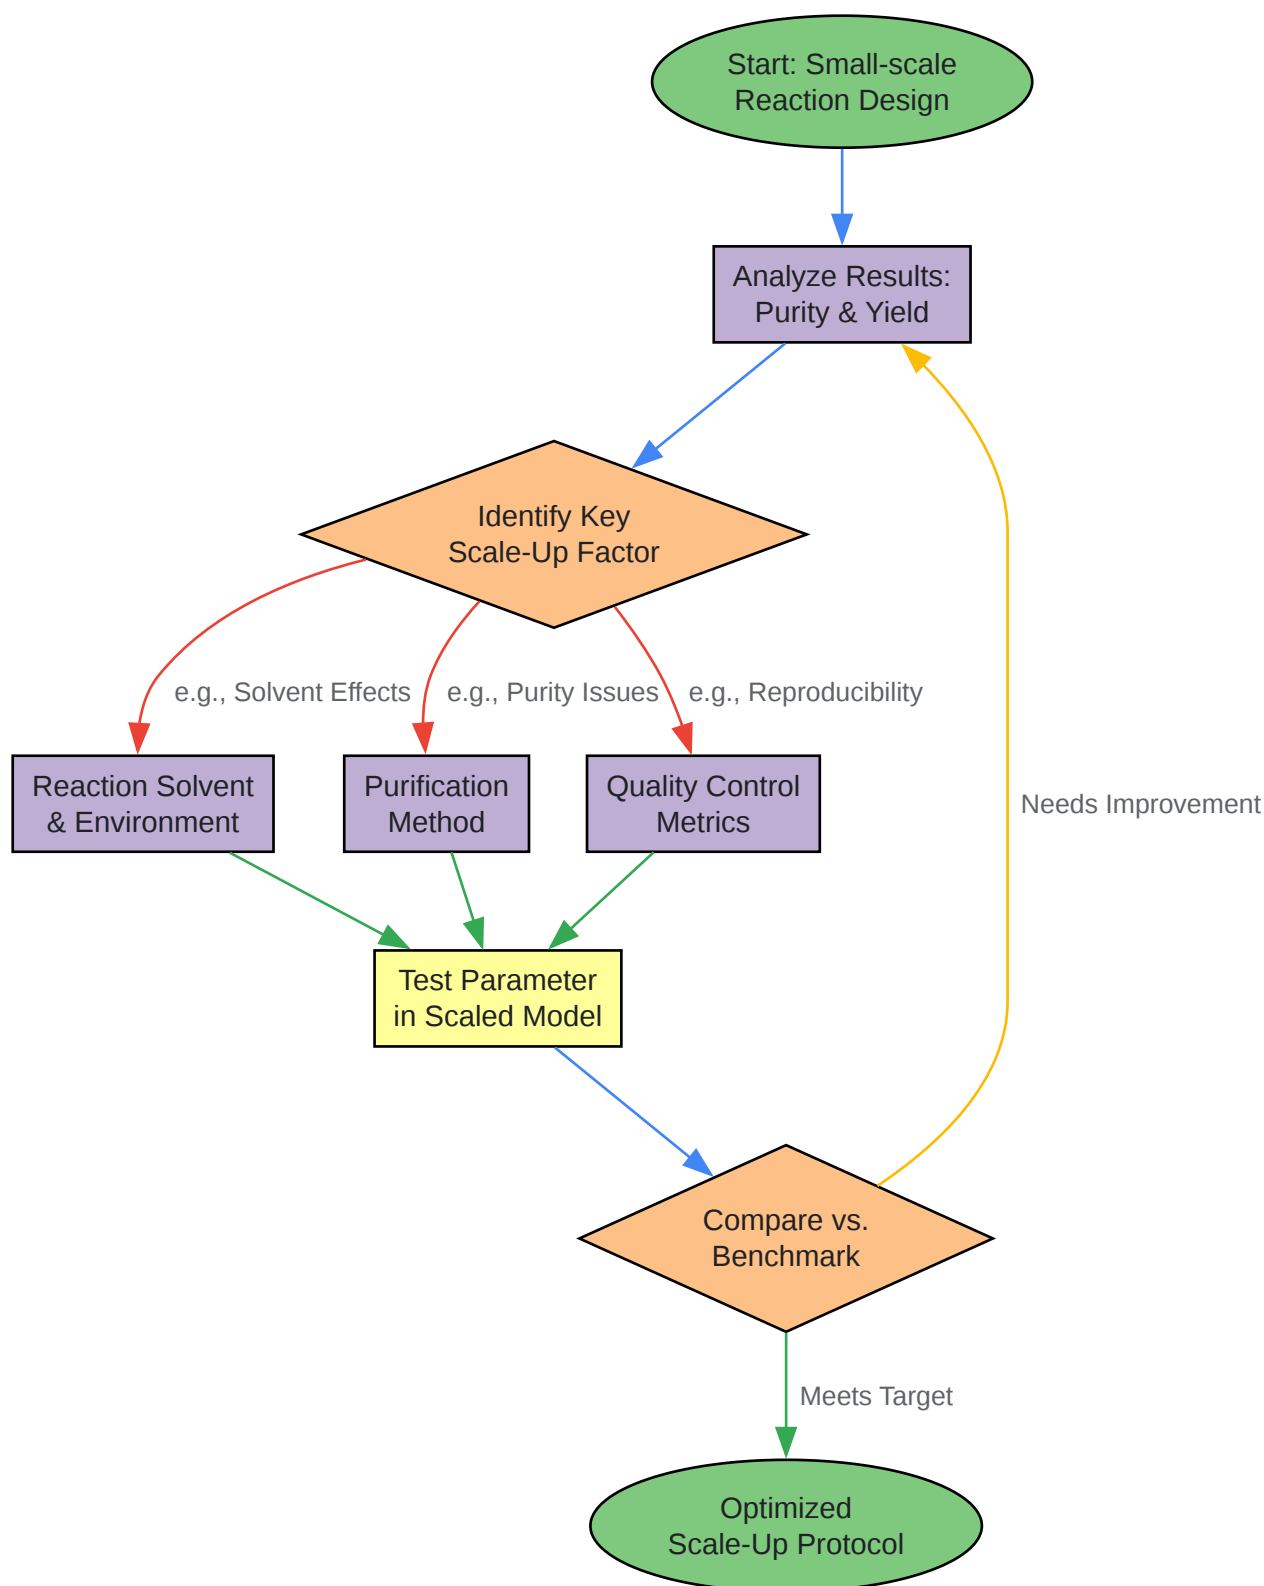 Start: Small-scale
Reaction Design
Analyze Results:
Purity & Yield
Identify Key
Scale-Up Factor
e.g., Solvent Effects
e.g., Purity Issues
e.g., Reproducibility
Reaction Solvent
& Environment
Purification
Method
Quality Control
Metrics
Needs Improvement
Test Parameter
in Scaled Model
Compare vs.
Benchmark
Meets Target
Optimized
Scale-Up Protocol